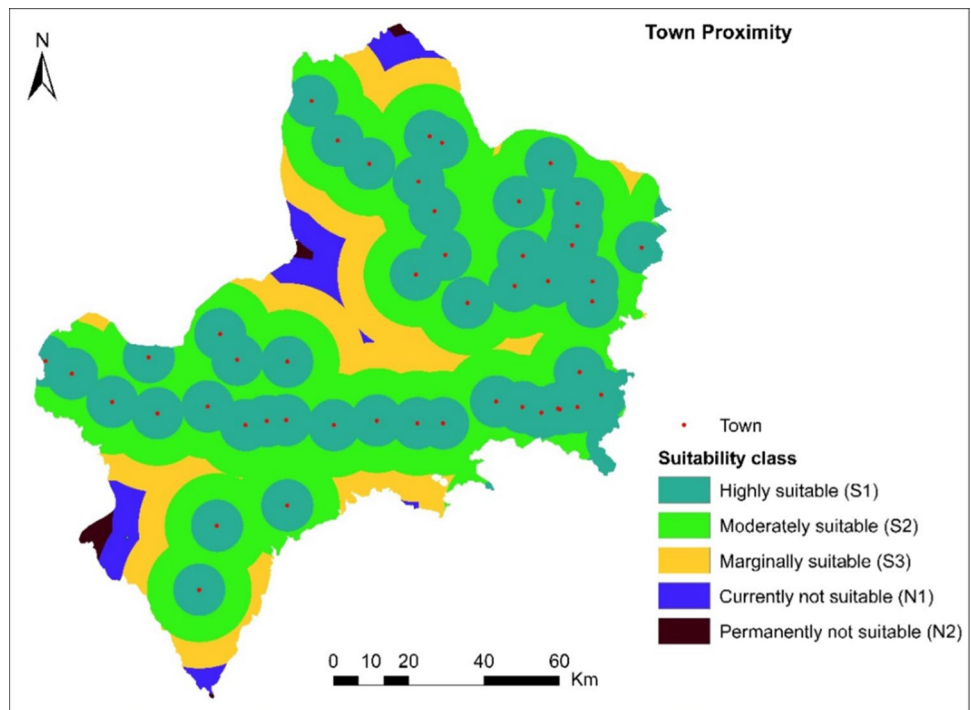 Town Proximity
N
Town
Suitability class
Highly suitable (S1)
Moderately suitable (S2)
Marginally suitable (S3)
Currently not suitable (N1)
Permanently not suitable (N2)
0 10 20 40 60
Km